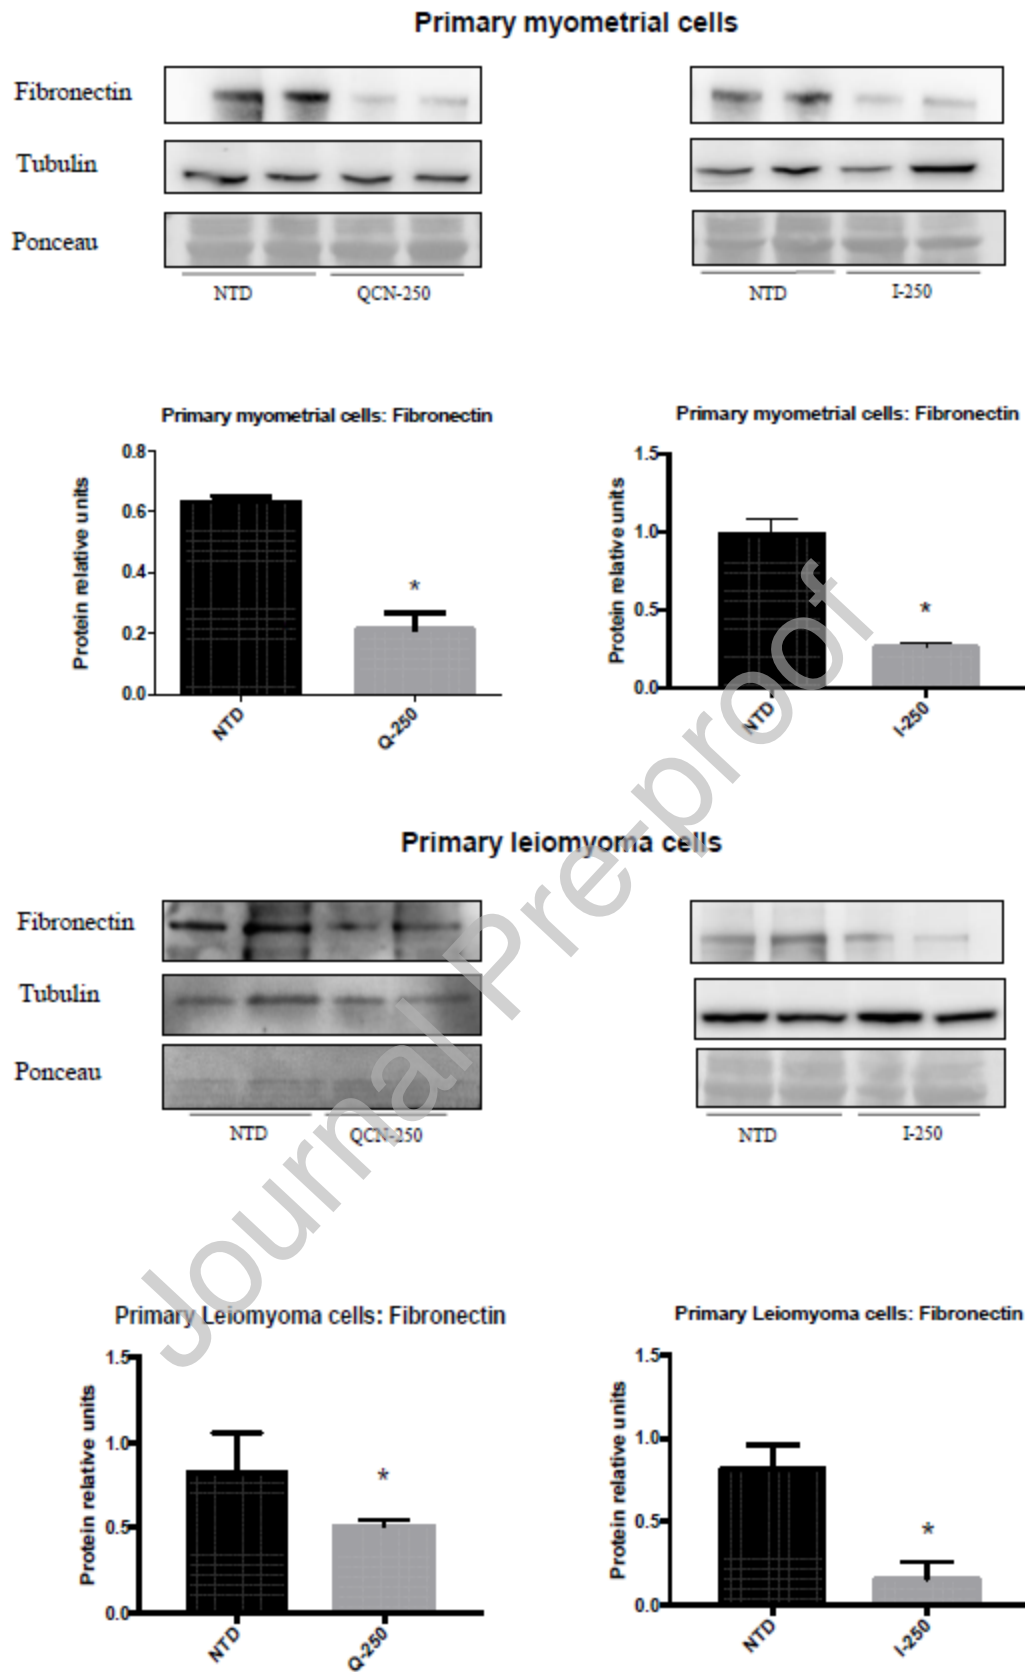 Primary myometrial cells
Fibronectin
Tubulin
Ponceau
NTD QCN-250
NTD I-250
Primary myometrial cells: Fibronectin
Protein relative units
0.8
0.6
0.4
0.2
0.0
*
NTD
Q-250
Primary myometrial cells: Fibronectin
Protein relative units
1.5
1.0
0.5
0.0
*
NTD
I-250
Primary leiomyoma cells
Fibronectin
Tubulin
Ponceau
NTD QCN-250
NTD I-250
Primary Leiomyoma cells: Fibronectin
Protein relative units
1.5
1.0
0.5
0.0
*
NTD
Q-250
Primary Leiomyoma cells: Fibronectin
Protein relative units
1.5
1.0
0.5
0.0
*
NTD
I-250
Journal Pre-proof